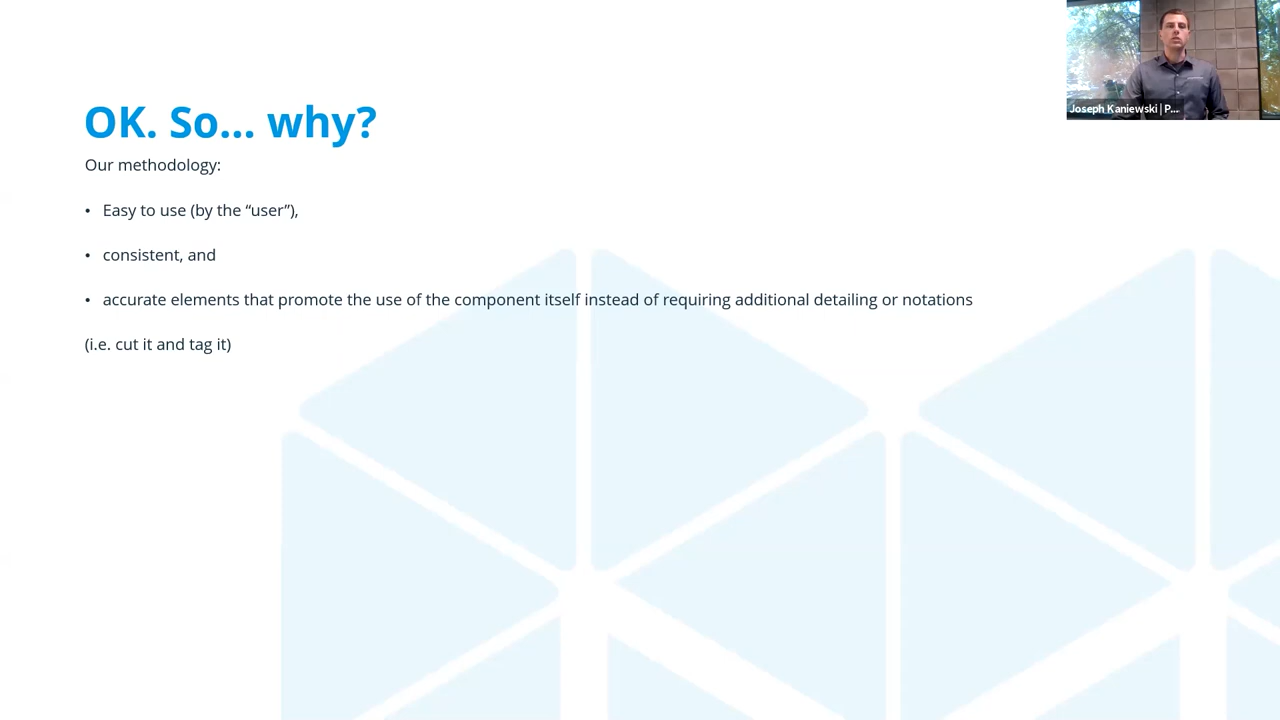 OK. So... why?
Our methodology:
• Easy to use (by the “user”),
• consistent, and
• accurate elements that promote the use of the component itself instead of requiring additional detailing or notations
(i.e. cut it and tag it)
Joseph Kaniewski | P...